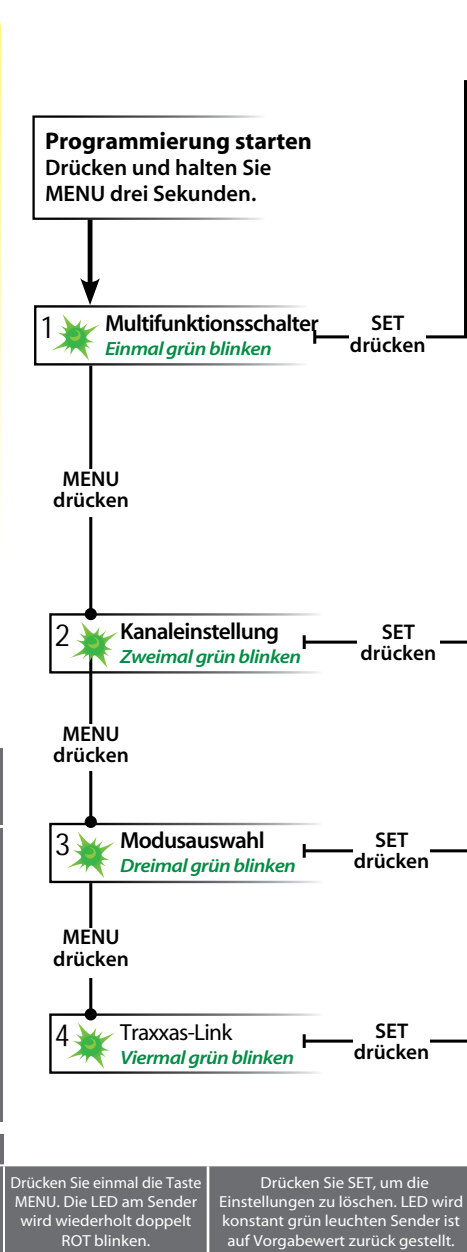 Programmierung starten
Drücken und halten Sie
MENU drei Sekunden.
1 Multifunktionsschalter
Einmal grün blinken
SET
drücken
MENU
drücken
2 Kanaleinstellung
Zweimal grün blinken
SET
drücken
MENU
drücken
3 Modusauswahl
Dreimal grün blinken
SET
drücken
MENU
drücken
4 Traxxas-Link
Viermal grün blinken
SET
drücken
Drücken Sie einmal die Taste
MENU. Die LED am Sender
wird wiederholt doppelt
ROT blinken.
Drücken Sie SET, um die
Einstellungen zu löschen. LED wird
konstant grün leuchten Sender ist
auf Vorgabewert zurück gestellt.